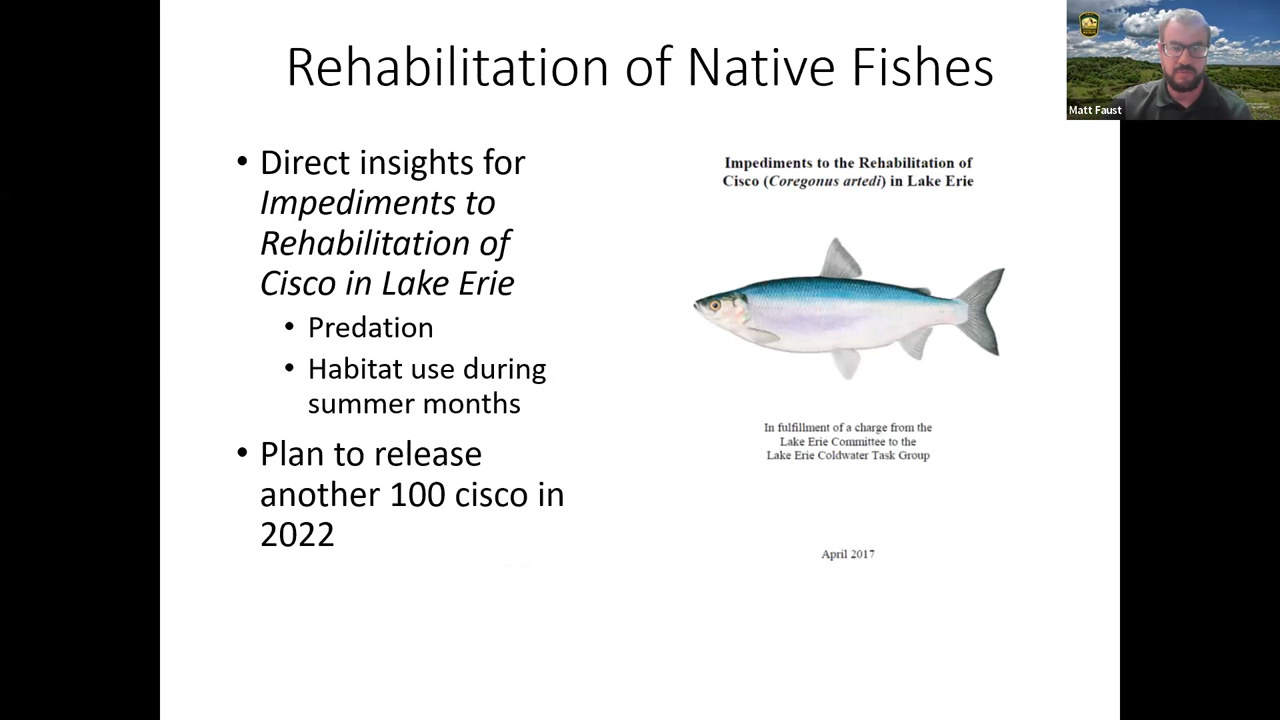 Rehabilitation of Native Fishes
• Direct insights for
Impediments to
Rehabilitation of
Cisco in Lake Erie
• Predation
• Habitat use during
summer months
• Plan to release
another 100 cisco in
2022
Impediments to the Rehabilitation of
Cisco (Coregonus artedi) in Lake Erie
In fulfillment of a charge from the
Lake Erie Committee to the
Lake Erie Coldwater Task Group
April 2017
Matt Faust